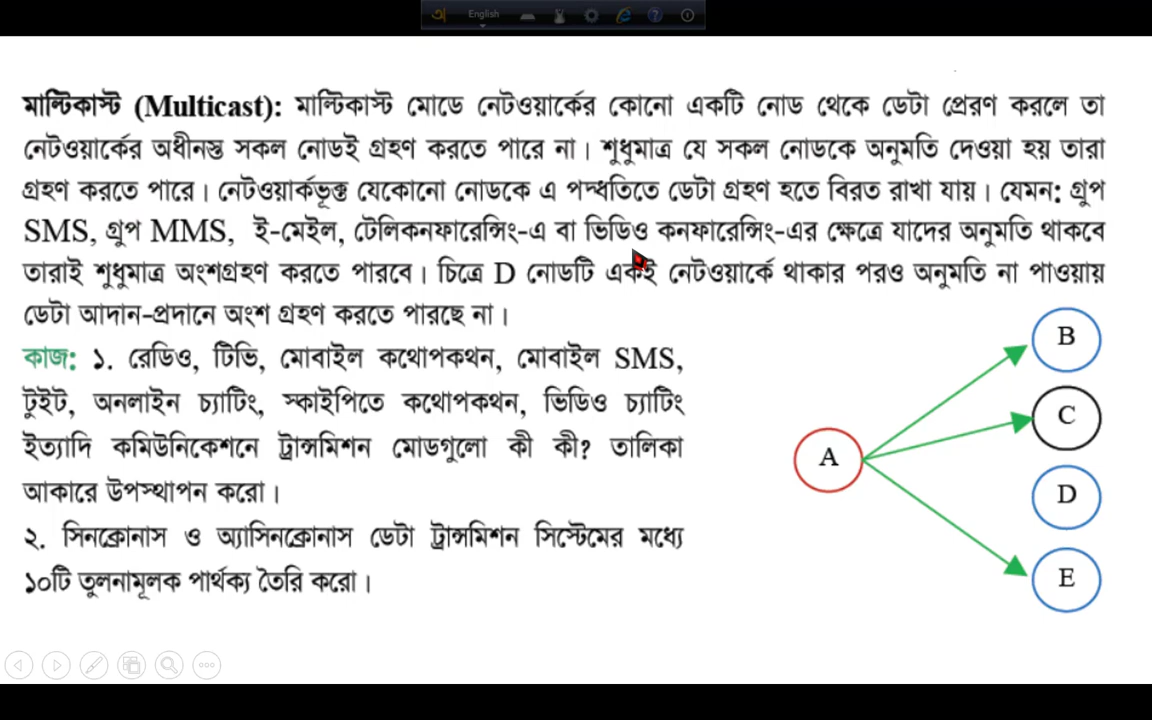 অ English
মাল্টিকাস্ট (Multicast): মাল্টিকাস্ট মোডে নেটওয়ার্কের কোনো একটি নোড থেকে ডেটা প্রেরণ করলে তা
নেটওয়ার্কের অধীনস্ত সকল নোডই গ্রহণ করতে পারে না। শুধুমাত্র যে সকল নোডকে অনুমতি দেওয়া হয় তারা
গ্রহণ করতে পারে। নেটওয়ার্কভূক্ত যেকোনো নোডকে এ পদ্ধতিতে ডেটা গ্রহণ হতে বিরত রাখা যায়। যেমন: গ্রুপ
SMS, গ্রুপ MMS, ই-মেইল, টেলিকনফারেন্সিং-এ বা ভিডিও কনফারেন্সিং-এর ক্ষেত্রে যাদের অনুমতি থাকবে
তারাই শুধুমাত্র অংশগ্রহণ করতে পারবে। চিত্রে D নোডটি একই নেটওয়ার্কে থাকার পরও অনুমতি না পাওয়ায়
ডেটা আদান-প্রদানে অংশ গ্রহণ করতে পারছে না।
কাজ: ১. রেডিও, টিভি, মোবাইল কথোপকথন, মোবাইল SMS,
টুইট, অনলাইন চ্যাটিং, স্কাইপিতে কথোপকথন, ভিডিও চ্যাটিং
ইত্যাদি কমিউনিকেশনে ট্রান্সমিশন মোডগুলো কী কী? তালিকা
আকারে উপস্থাপন করো।
২. সিনক্রোনাস ও অ্যাসিনক্রোনাস ডেটা ট্রান্সমিশন সিস্টেমের মধ্যে
১০টি তুলনামূলক পার্থক্য তৈরি করো।
A
B
C
D
E